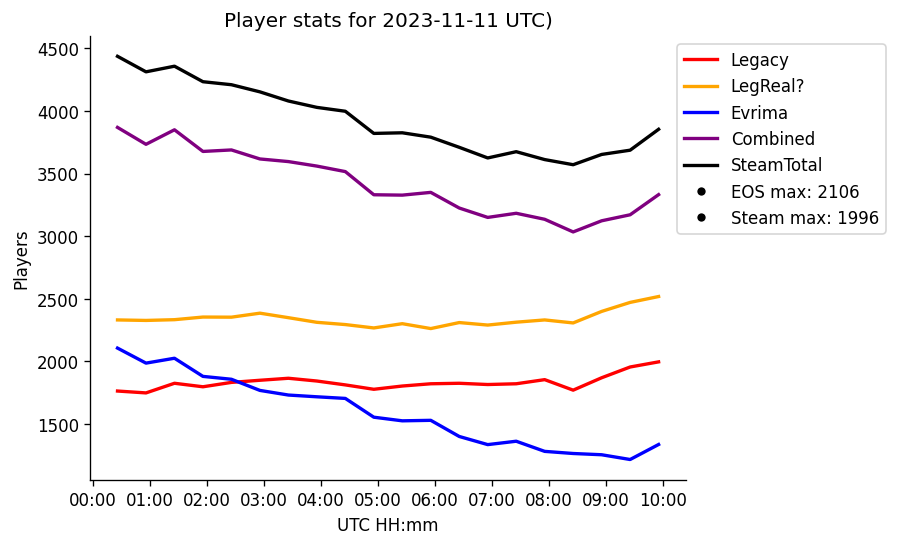 Player stats for 2023-11-11 UTC)
Players
4500
4000
3500
3000
2500
2000
1500
00:00 01:00 02:00 03:00 04:00 05:00 06:00 07:00 08:00 09:00 10:00
UTC HH:mm
Legacy
LegReal?
Evrima
Combined
SteamTotal
EOS max: 2106
Steam max: 1996